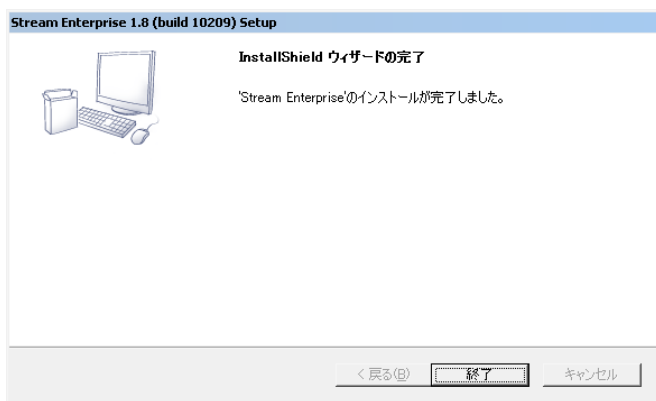 Stream Enterprise 1.8 (build 10209) Setup
InstallShield ウィザードの完了
'Stream Enterprise'のインストールが完了しました。
< 戻る(B)
終了
キャンセル